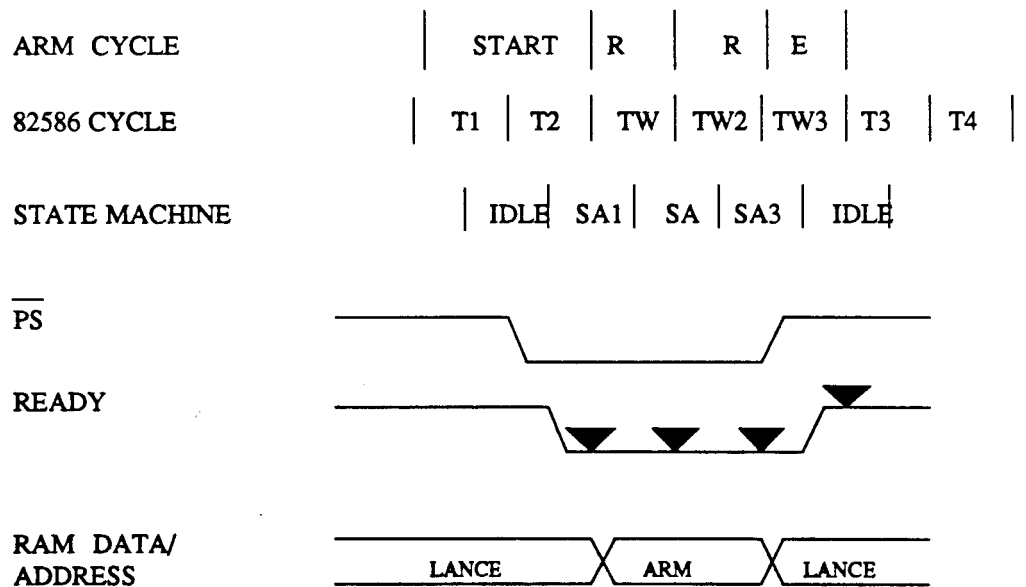 ARM CYCLE START R R E
82586 CYCLE T1 T2 TW TW2 TW3 T3 T4
STATE MACHINE IDLE SA1 SA SA3 IDLE
PS
READY
RAM DATA/
ADDRESS LANCE ARM LANCE